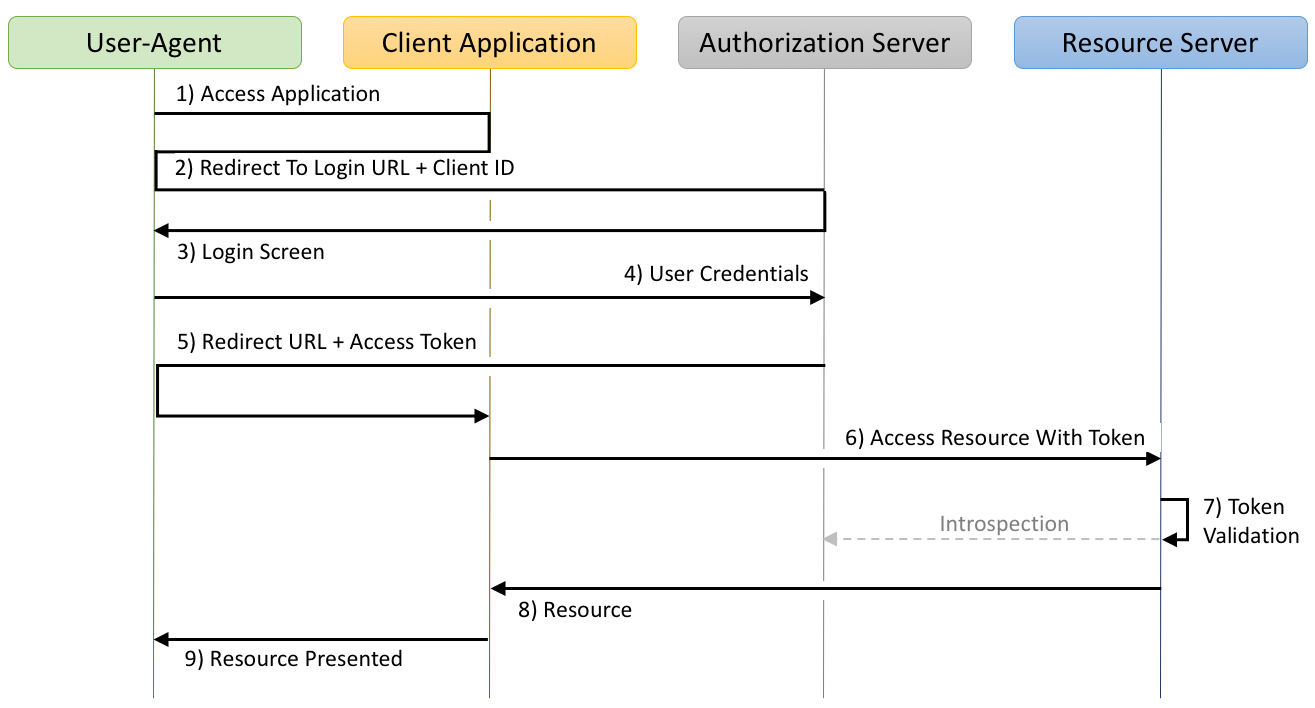 User-Agent
Client Application
Authorization Server
Resource Server
1) Access Application
2) Redirect To Login URL + Client ID
3) Login Screen
4) User Credentials
5) Redirect URL + Access Token
6) Access Resource With Token
7) Token
Validation
Introspection
8) Resource
9) Resource Presented